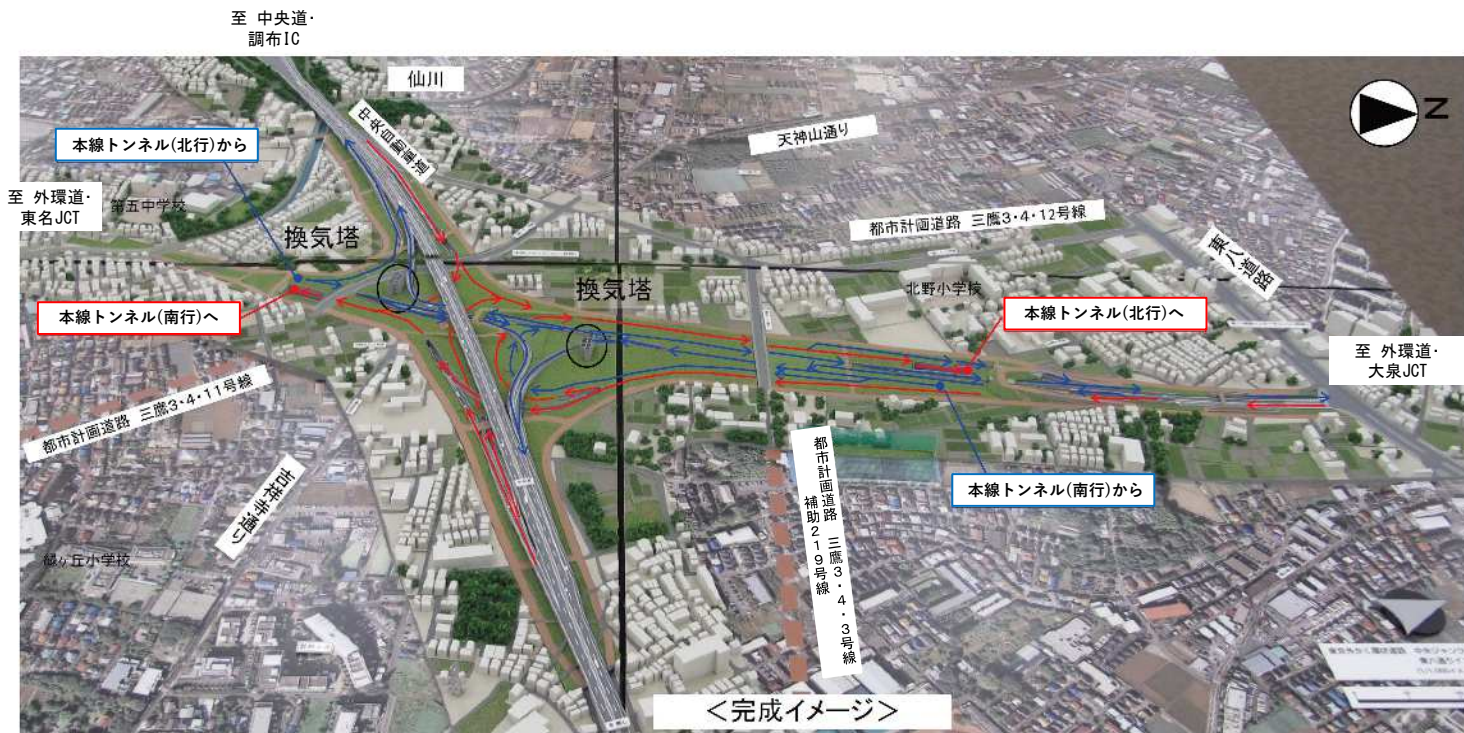 至 中央道・
調布IC
仙川
中央自動車道
本線トンネル(北行)から
天神山通り
N
至 外環道・
東名JCT
第五中学校
換気塔
都市計画道路 三鷹3・4・12号線
東八道路
換気塔
北野小学校
本線トンネル(南行)へ
本線トンネル(北行)へ
至 外環道・
大泉JCT
都市計画道路 三鷹3・4・11号線
吉祥寺通り
都市計画道路 三鷹3・4・3号線
補助219号線
本線トンネル(南行)から
緑ヶ丘小学校
＜完成イメージ＞